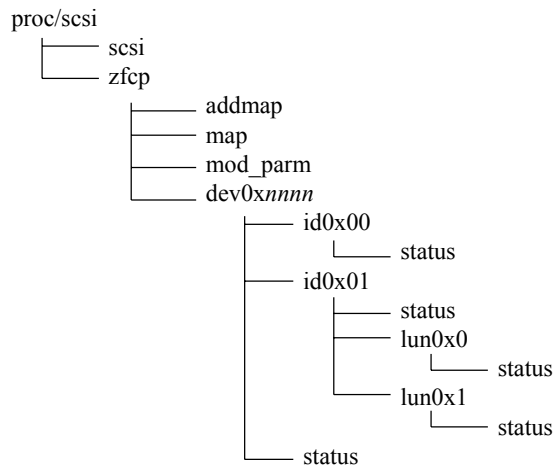 proc/scsi
scsi
zfcp
addmap
map
mod_parm
dev0xnnnn
id0x00
status
id0x01
status
lun0x0
status
lun0x1
status
status